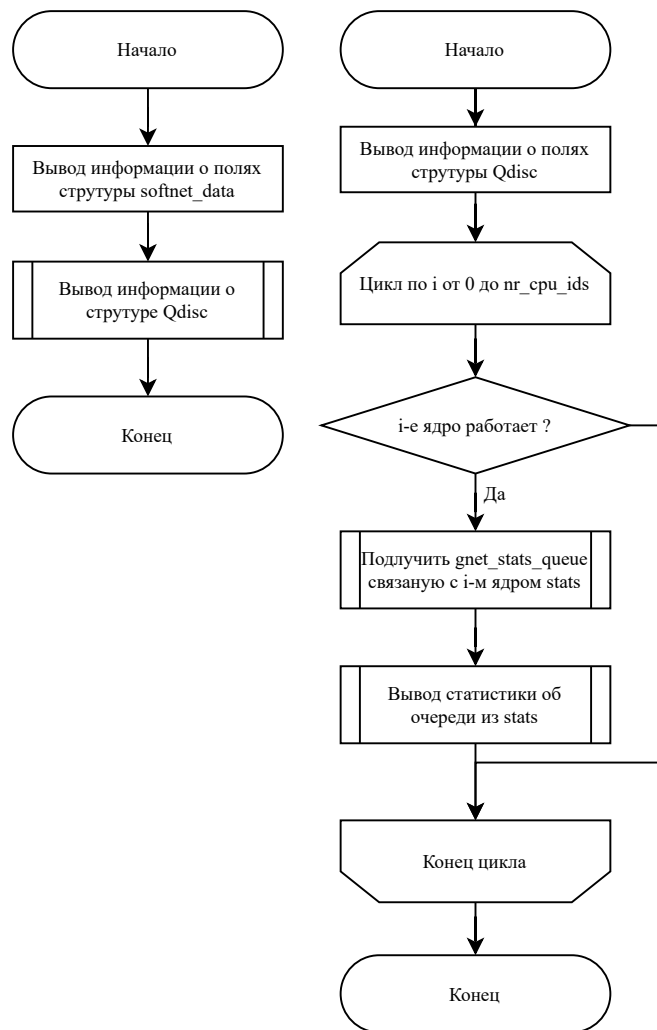 Начало
Вывод информации о полях
струтуры softnet_data
Вывод информации о
струтуре Qdisc
Конец
Начало
Вывод информации о полях
струтуры Qdisc
Цикл по i от 0 до nr_cpu_ids
i-е ядро работает ?
Да
Подлучить gnet_stats_queue
связаную с i-м ядром stats
Вывод статистики об
очереди из stats
Конец цикла
Конец